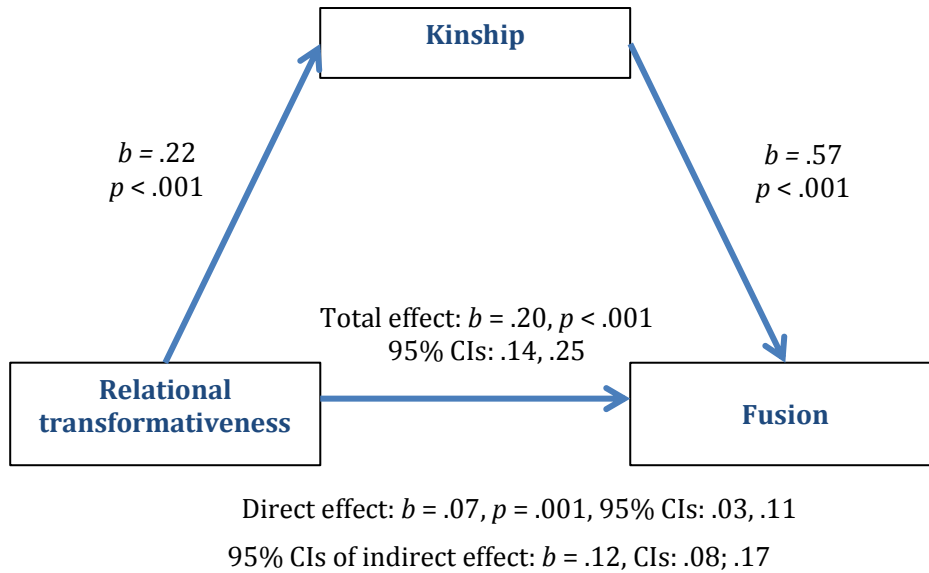 Kinship
b = .22
p < .001
b = .57
p < .001
Total effect: b = .20, p < .001
95% CIs: .14, .25
Relational
transformativeness
Fusion
Direct effect: b = .07, p = .001, 95% CIs: .03, .11
95% CIs of indirect effect: b = .12, CIs: .08; .17